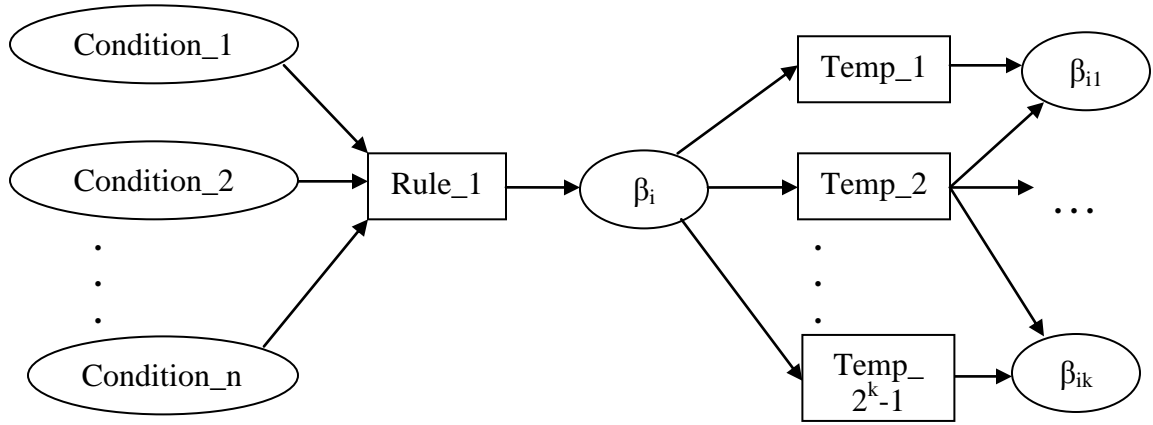 Condition_1
Condition_2
.
.
.
Condition_n
Rule_1
βᵢ
Temp_1
Temp_2
.
.
.
Temp_
2ᵏ-1
βᵢ₁
...
βᵢₖ